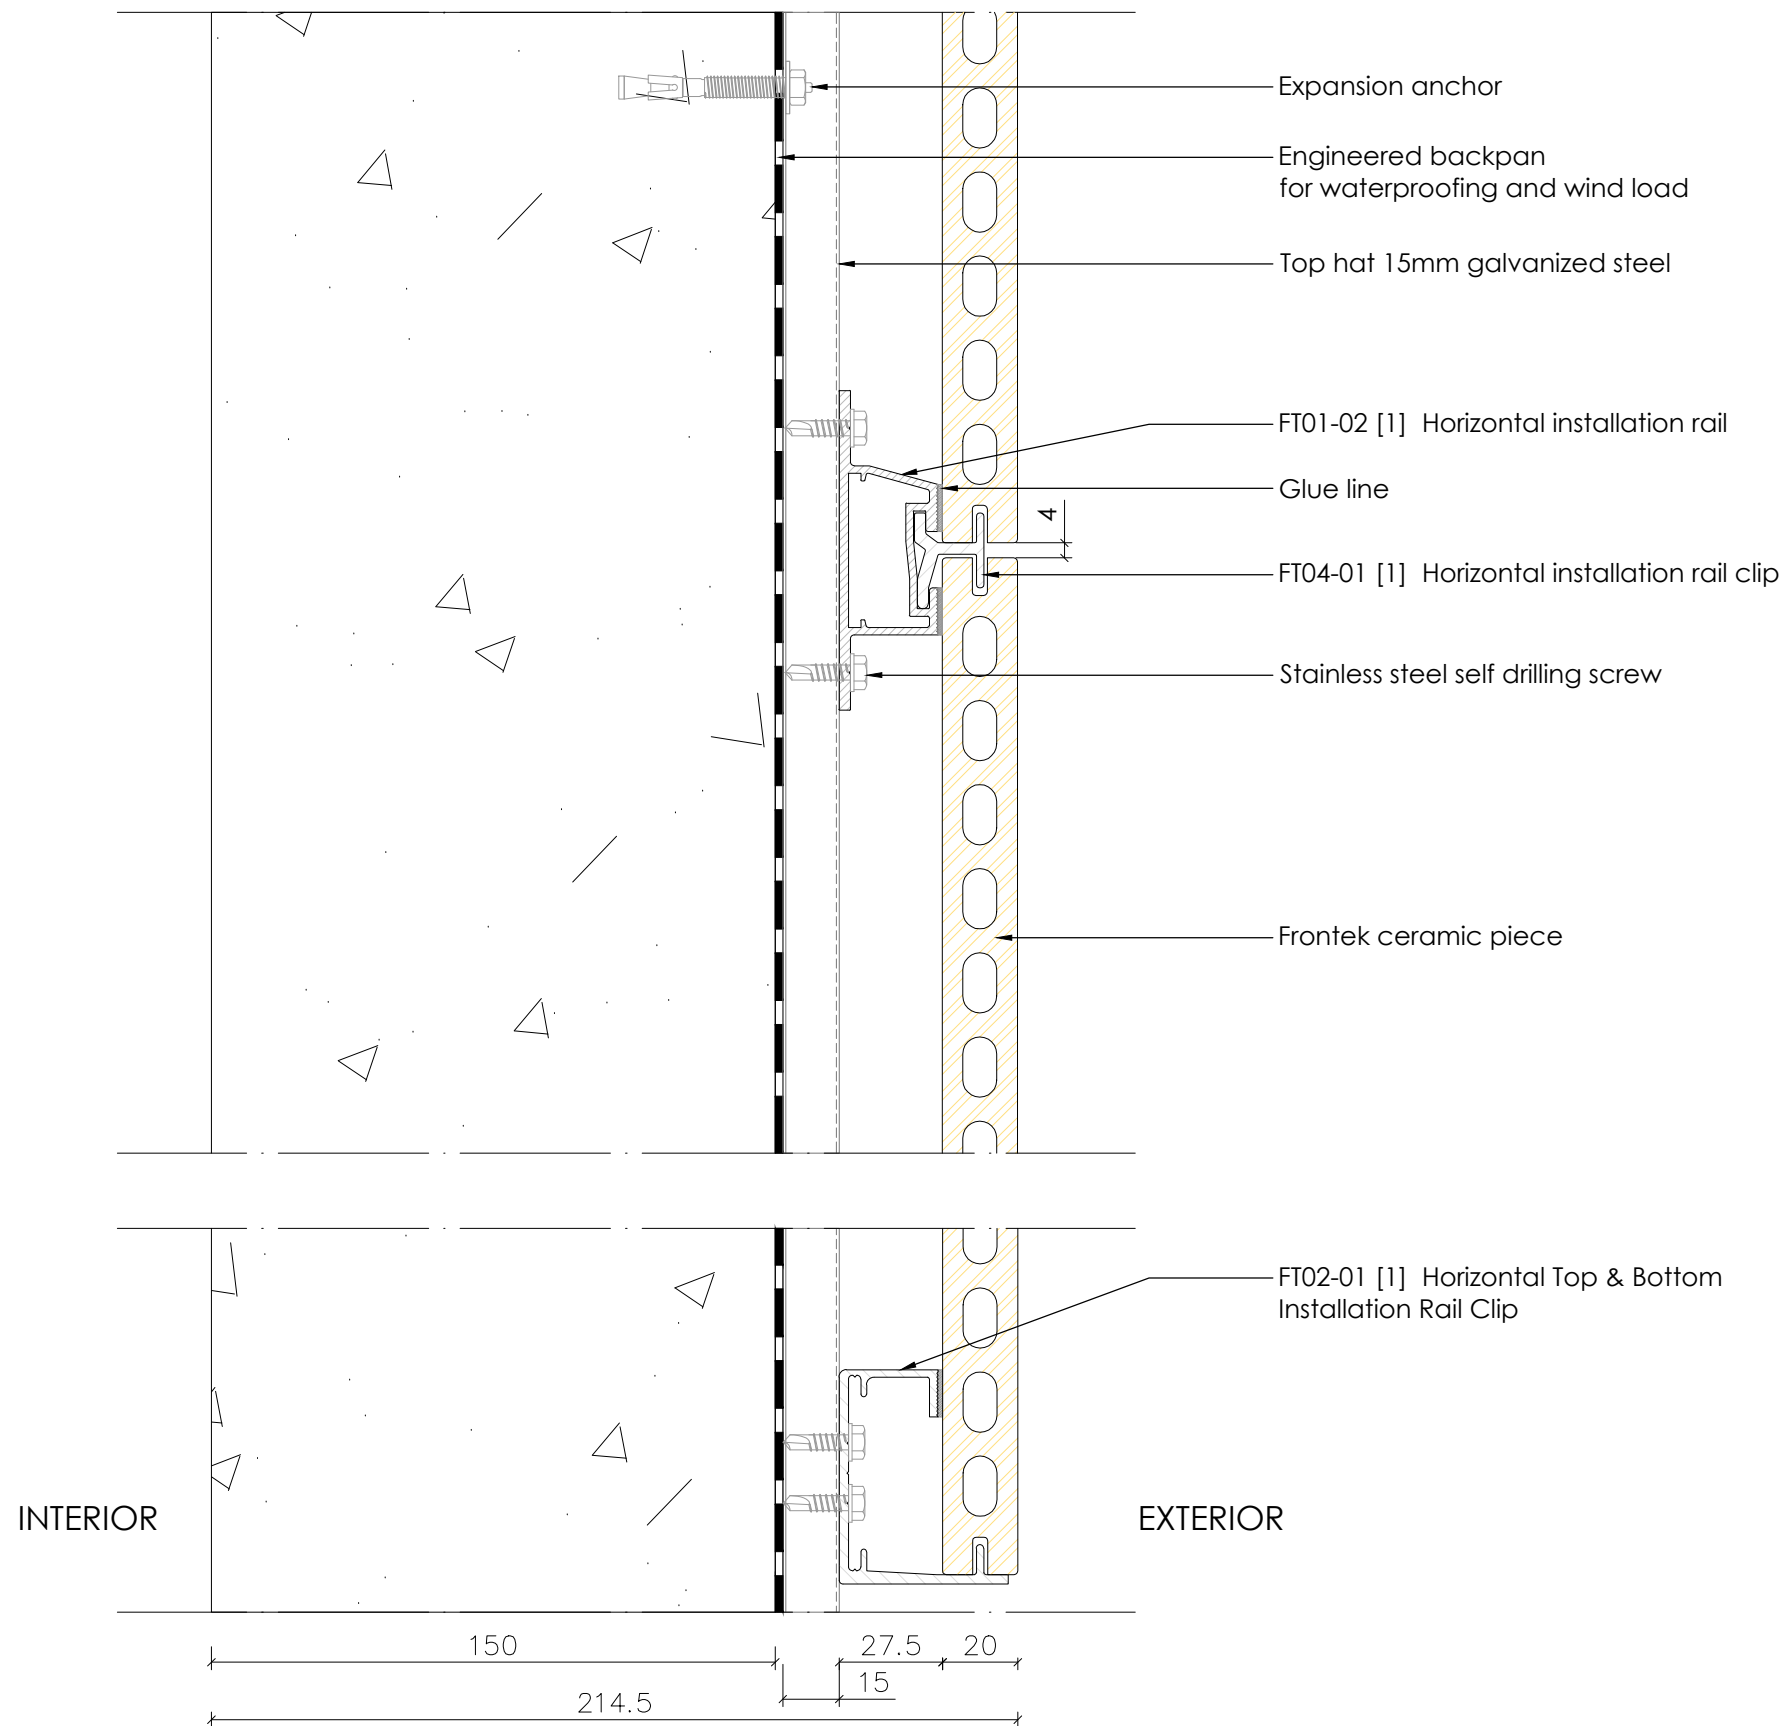 Expansion anchor
Engineered backpan
for waterproofing and wind load
Top hat 15mm galvanized steel
FT01-02 [1] Horizontal installation rail
Glue line
4
FT04-01 [1] Horizontal installation rail clip
Stainless steel self drilling screw
Frontek ceramic piece
FT02-01 [1] Horizontal Top & Bottom
Installation Rail Clip
INTERIOR
EXTERIOR
150
27.5
20
15
214.5